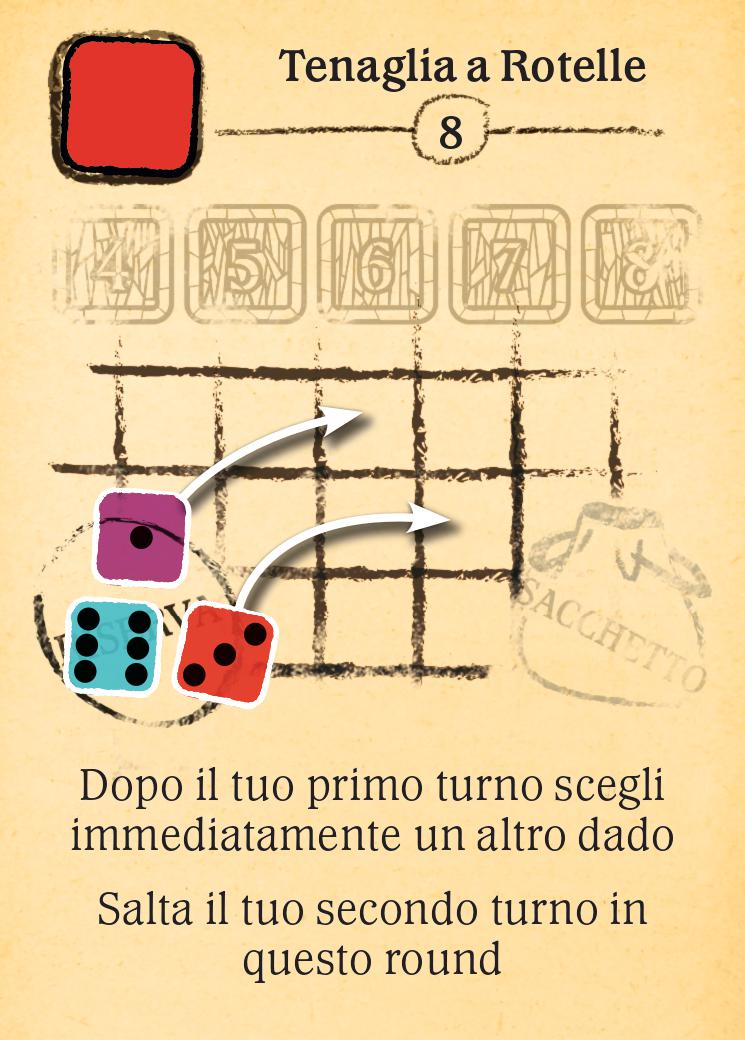 Tenaglia a Rotelle
8
4 5 6 7 8
RISERVA
SACCHETTO
Dopo il tuo primo turno scegli
immediatamente un altro dado
Salta il tuo secondo turno in
questo round